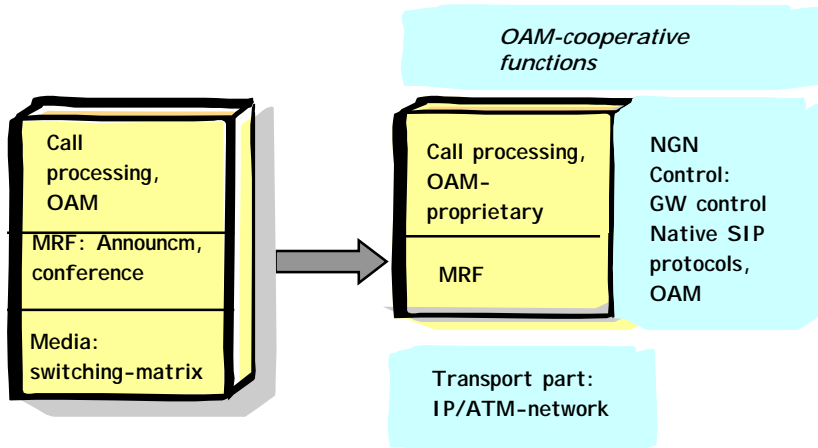 OAM-cooperative
functions
Call
processing,
OAM
MRF: Announcm,
conference
Media:
switching-matrix
Call processing,
OAM-
proprietary
MRF
NGN
Control:
GW control
Native SIP
protocols,
OAM
Transport part:
IP/ATM-network